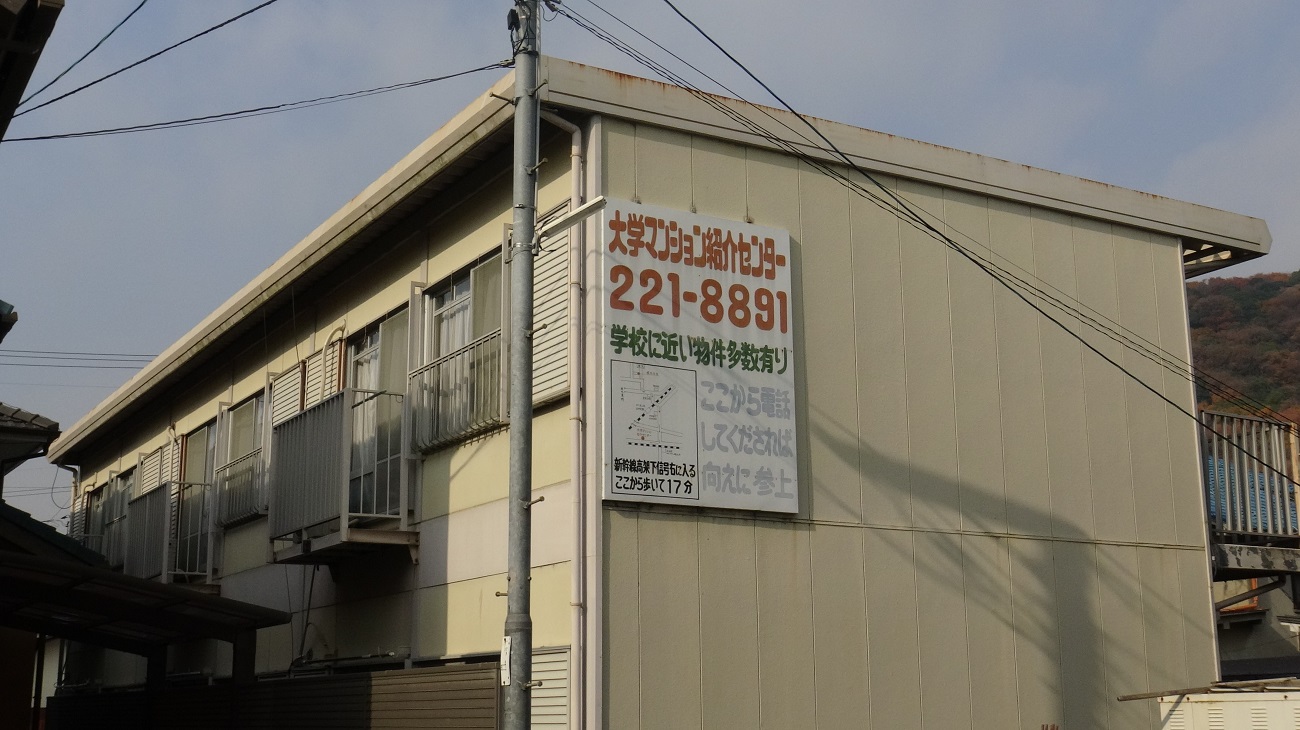 大学マンション紹介センター
221-8891
学校に近い物件多数有り
ここから電話
してくだされば
向えに参上
新幹線高架下信号右に入る
ここから歩いて17分